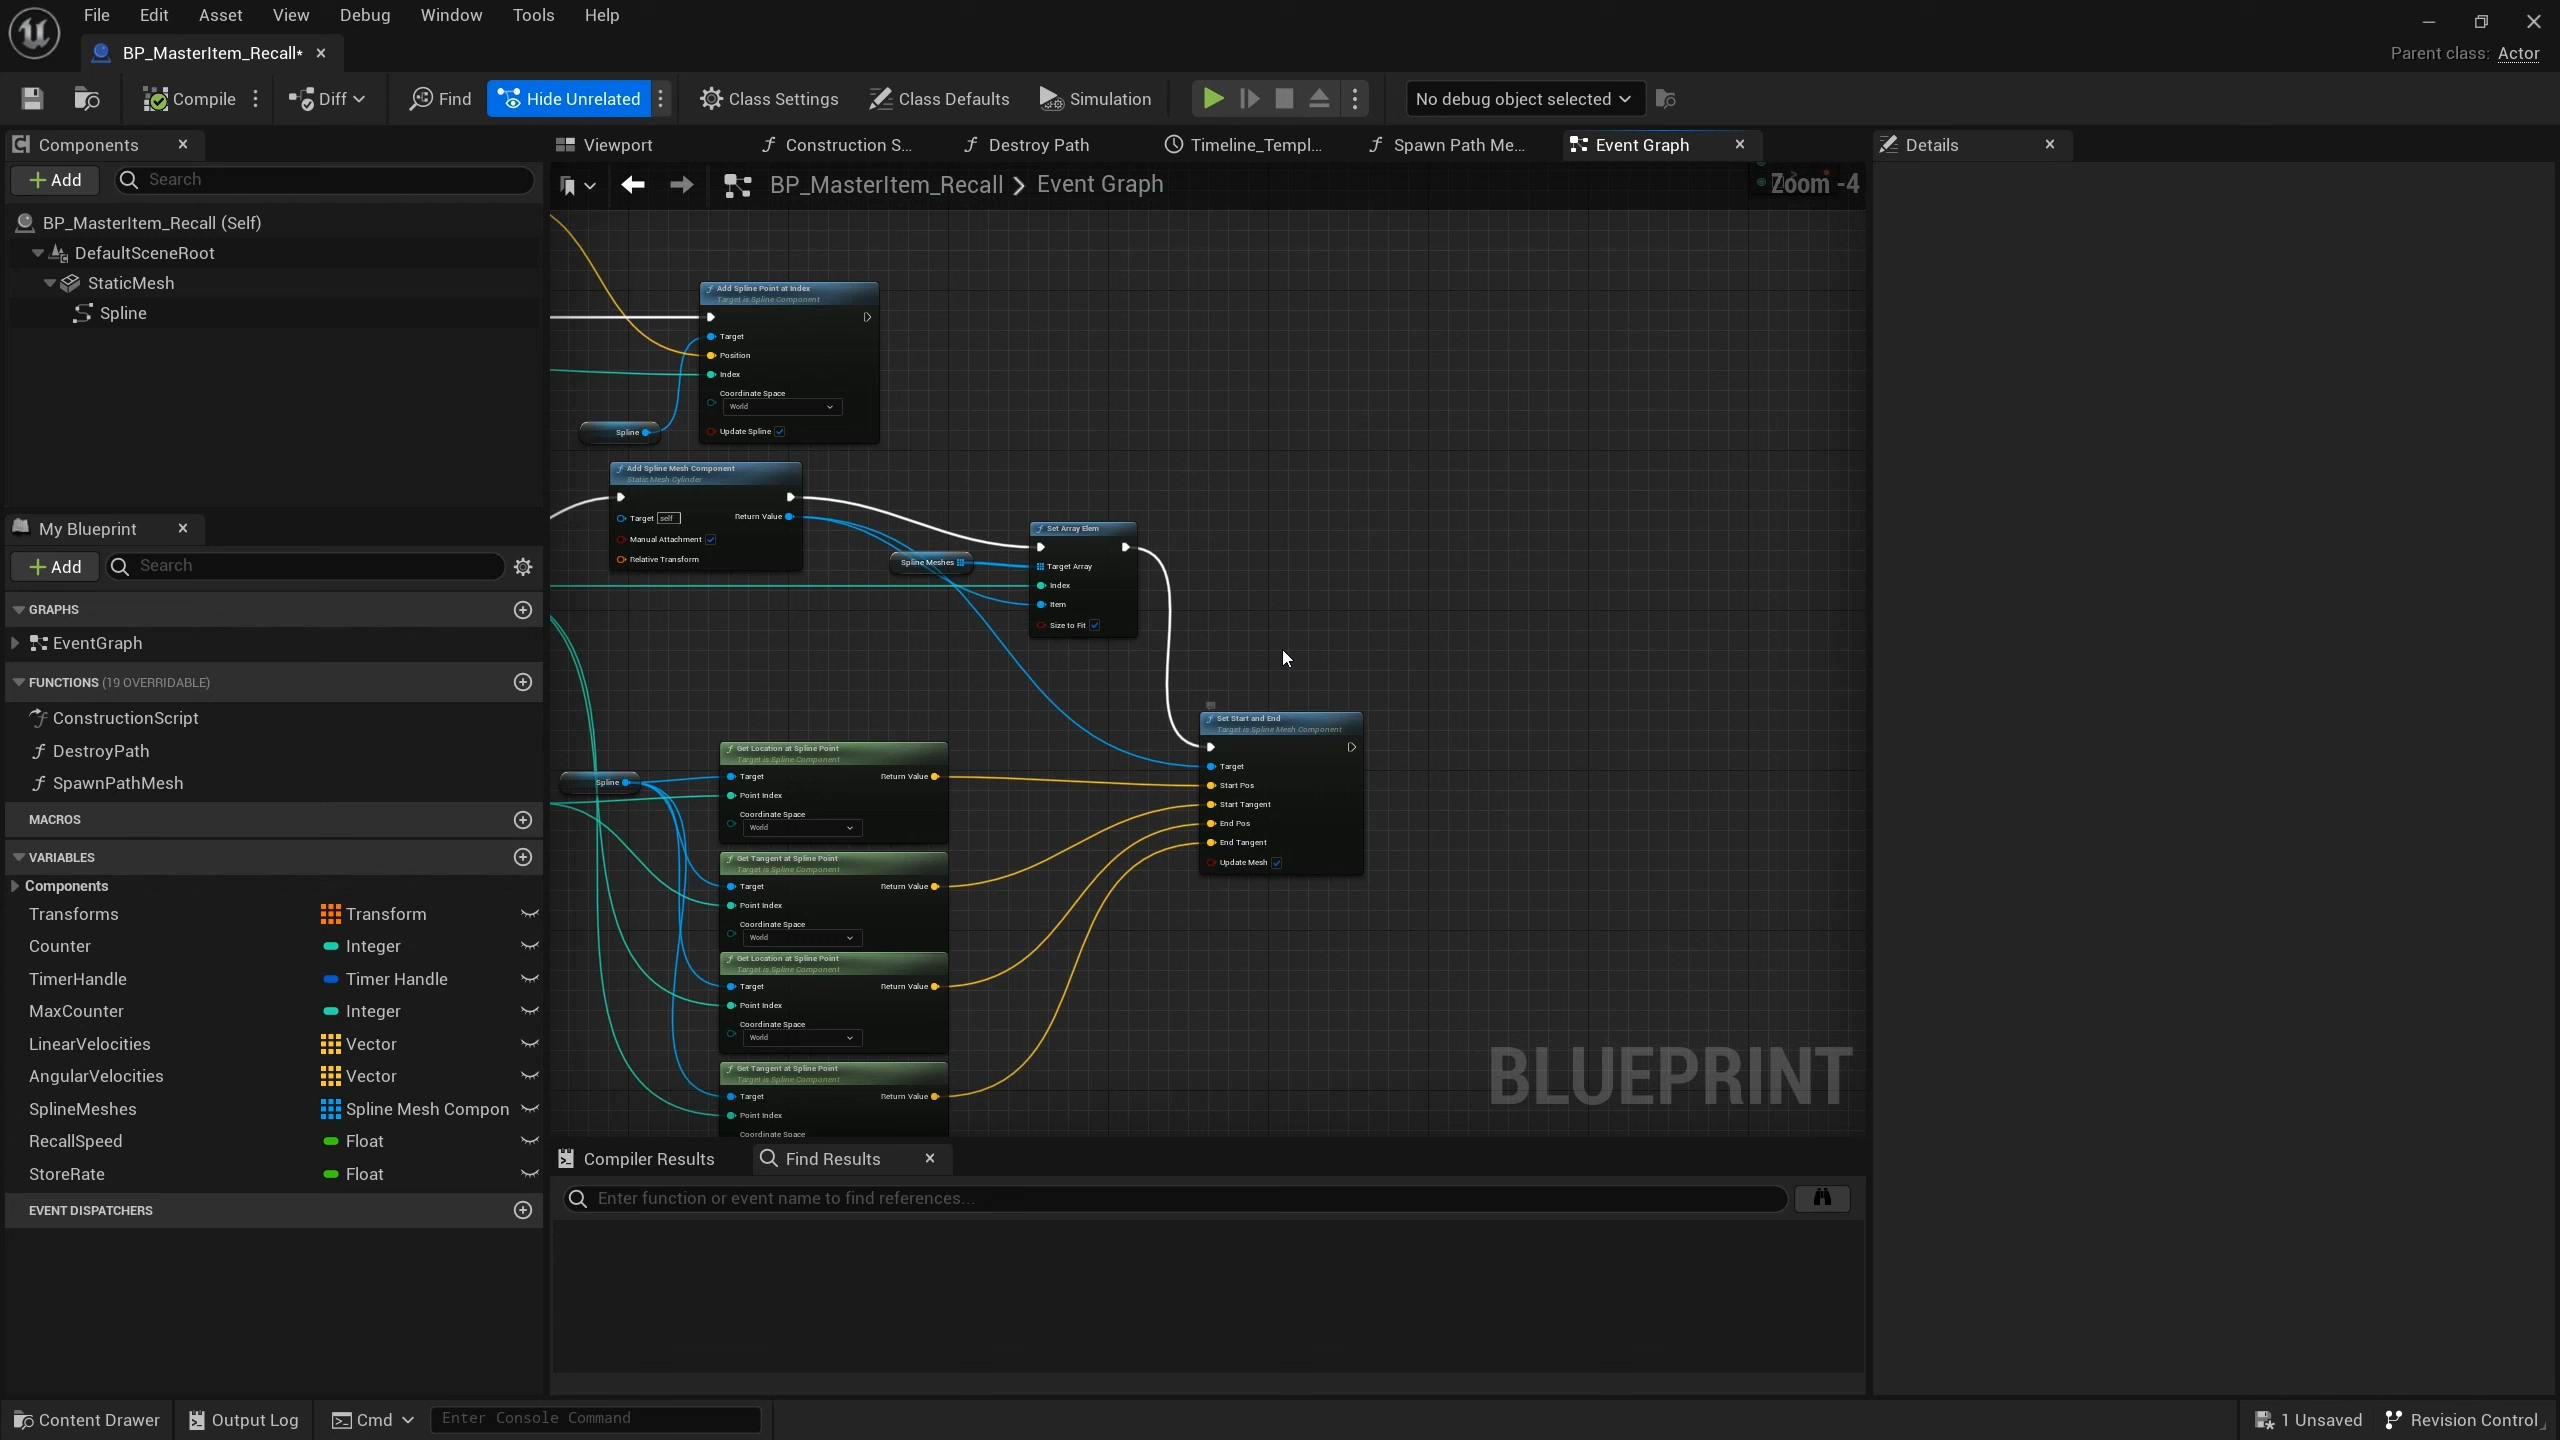 File Edit Asset View Debug Window Tools Help
BP_MasterItem_Recall*
Parent class: Actor
Compile Diff Find Hide Unrelated Class Settings Class Defaults Simulation No debug object selected
Components
Add Search
BP_MasterItem_Recall (Self)
DefaultSceneRoot
StaticMesh
Spline
My Blueprint
Add Search
GRAPHS
EventGraph
FUNCTIONS (19 OVERRIDABLE)
ConstructionScript
DestroyPath
SpawnPathMesh
MACROS
VARIABLES
Components
Transforms Transform
Counter Integer
TimerHandle Timer Handle
MaxCounter Integer
LinearVelocities Vector
AngularVelocities Vector
SplineMeshes Spline Mesh Compon
RecallSpeed Float
StoreRate Float
EVENT DISPATCHERS
Viewport Construction S... Destroy Path Timeline_Templ... Spawn Path Me... Event Graph
BP_MasterItem_Recall > Event Graph
Zoom -4
Add Spline Point at Index
Target is Spline Component
Target
Position
Index
Coordinate Space
World
Update Spline
Spline
Add Spline Mesh Component
Static Mesh Cylinder
Target self Return Value
Manual Attachment
Relative Transform
Spline Meshes
Set Array Elem
Target Array
Index
Item
Size to Fit
Set Start and End
Target is Spline Mesh Component
Target
Start Pos
Start Tangent
End Pos
End Tangent
Update Mesh
Spline
Get Location at Spline Point
Target is Spline Component
Target Return Value
Point Index
Coordinate Space
World
Get Tangent at Spline Point
Target is Spline Component
Target Return Value
Point Index
Coordinate Space
World
Get Location at Spline Point
Target is Spline Component
Target Return Value
Point Index
Coordinate Space
World
Get Tangent at Spline Point
Target is Spline Component
Target Return Value
Point Index
Coordinate Space
BLUEPRINT
Compiler Results Find Results
Enter function or event name to find references...
Details
Content Drawer Output Log Cmd Enter Console Command 1 Unsaved Revision Control